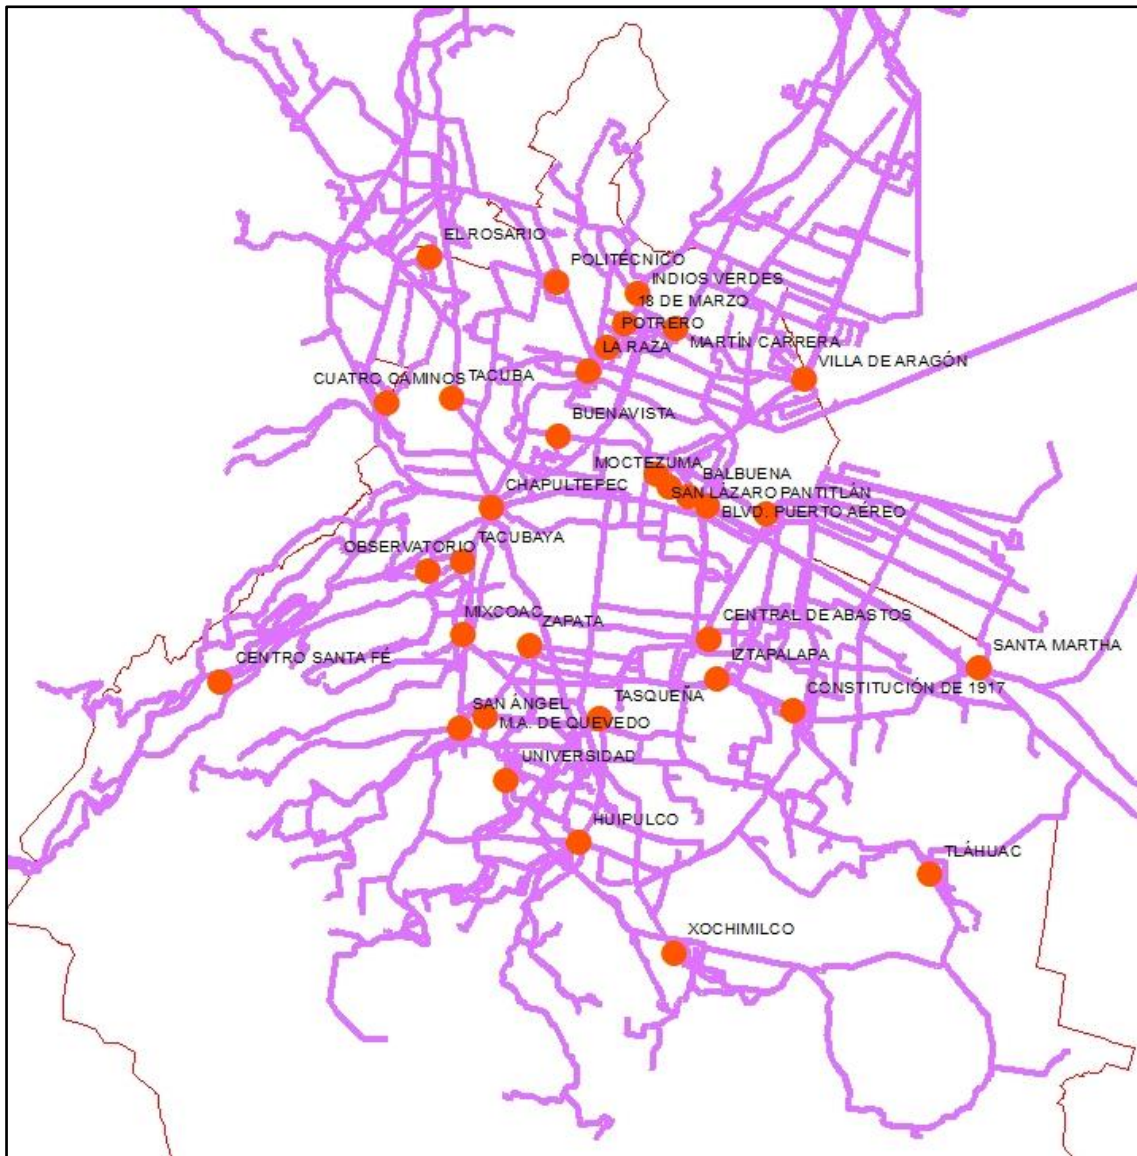 EL ROSARIO
POLITÉCNICO
INDIOS VERDES
18 DE MARZO
POTRERO
MARTÍN CARRERA
LA RAZA
VILLA DE ARAGÓN
CUATRO CAMINOS
TACUBA
BUENAVISTA
MOCTEZUMA
BALBUENA
CHAPULTEPEC
SAN LÁZARO
PANTITLÁN
BLVD. PUERTO AÉREO
TACUBAYA
OBSERVATORIO
MIXCOAC
ZAPATA
CENTRAL DE ABASTOS
SANTA MARTHA
CENTRO SANTA FÉ
IZTAPALAPA
CONSTITUCIÓN DE 1917
TASQUEÑA
SAN ÁNGEL
M.A. DE QUEVEDO
UNIVERSIDAD
HUIPULCO
TLÁHUAC
XOCHIMILCO